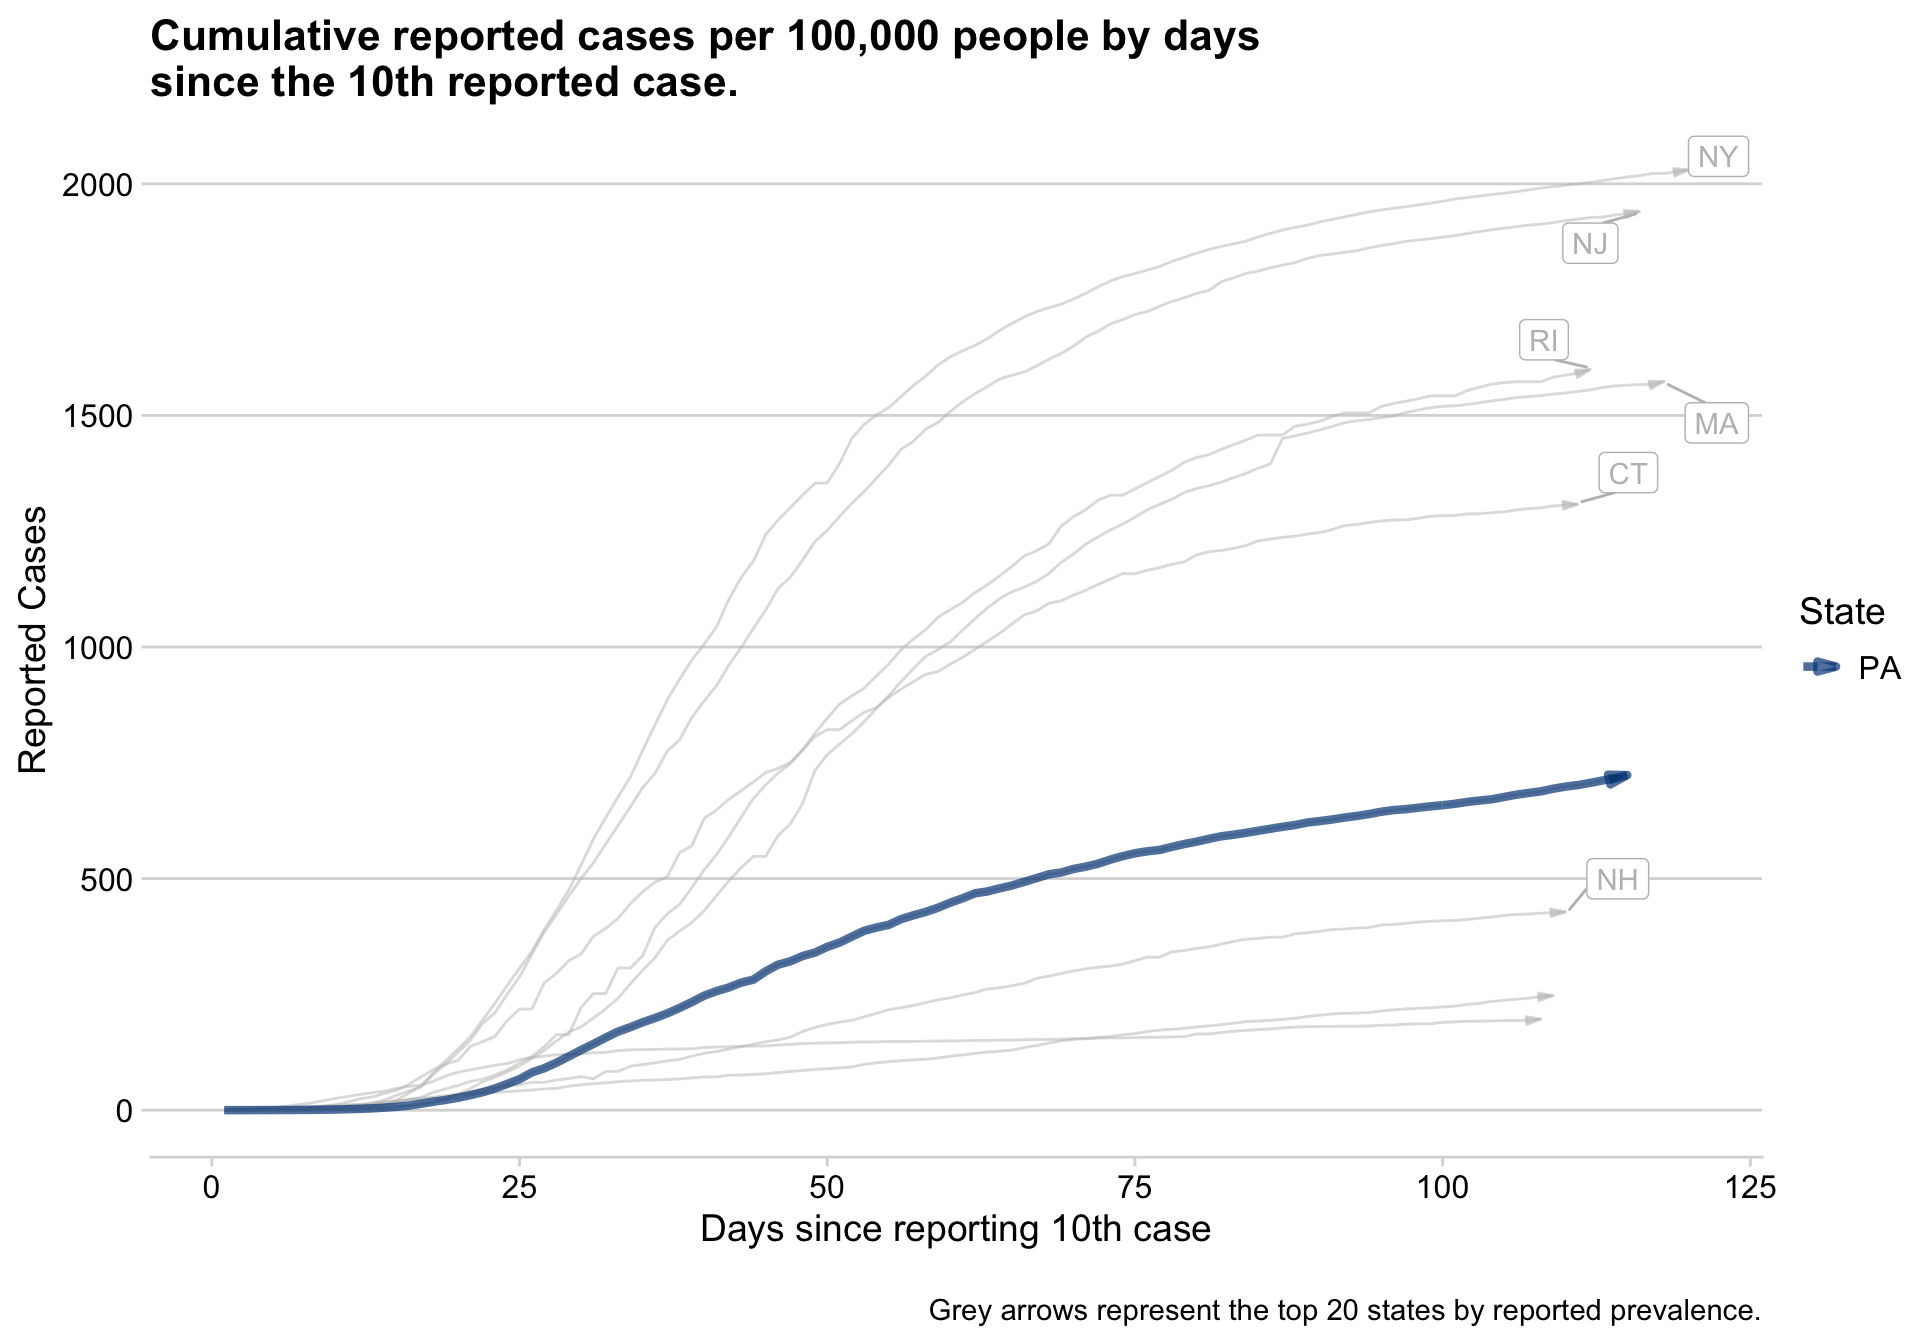 Cumulative reported cases per 100,000 people by days
since the 10th reported case.
NY
2000
NJ
RI
1500
MA
CT
Reported Cases
1000
State
PA
500
NH
0
0 25 50 75 100 125
Days since reporting 10th case
Grey arrows represent the top 20 states by reported prevalence.